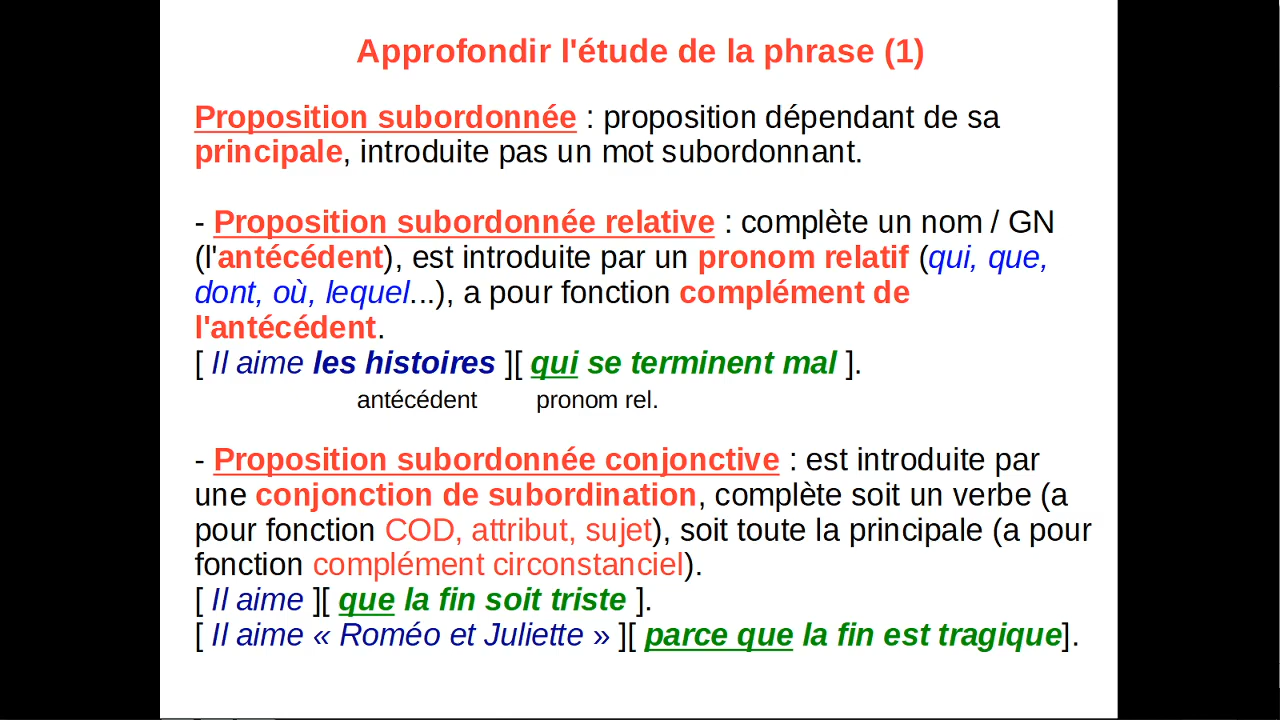 Approfondir l'étude de la phrase (1)
Proposition subordonnée : proposition dépendant de sa
principale, introduite pas un mot subordonnant.
- Proposition subordonnée relative : complète un nom / GN
(l'antécédent), est introduite par un pronom relatif (qui, que,
dont, où, lequel...), a pour fonction complément de
l'antécédent.
[ Il aime les histoires ][ qui se terminent mal ].
antécédent pronom rel.
- Proposition subordonnée conjonctive : est introduite par
une conjonction de subordination, complète soit un verbe (a
pour fonction COD, attribut, sujet), soit toute la principale (a pour
fonction complément circonstanciel).
[ Il aime ][ que la fin soit triste ].
[ Il aime « Roméo et Juliette » ][ parce que la fin est tragique].